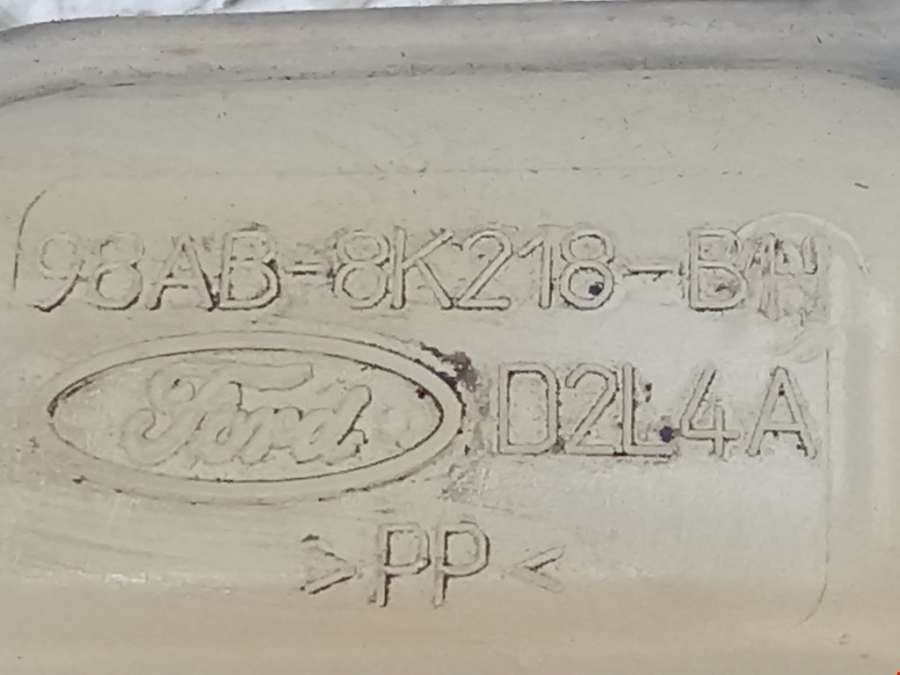 98AB-8K218-
Ford D2L4A
>PP<